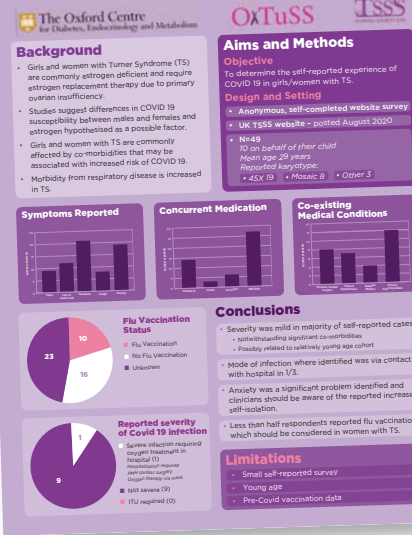 The Oxford Centre
for Diabetes, Endocrinology and Metabolism
OxTuSS
TSSS
Background
• Girls and women with Turner Syndrome (TS)
are commonly estrogen deficient and require
estrogen replacement therapy due to primary
ovarian insufficiency.
• Studies suggest differences in COVID 19
susceptibility between males and females and
estrogen hypothesised as a possible factor.
• Girls and women with TS are commonly
affected by co-morbidities that may be
associated with increased risk of COVID 19.
• Morbidity from respiratory disease is increased
in TS.
Aims and Methods
Objective
To determine the self-reported experience of
COVID 19 in girls/women with TS.
Design and Setting
• Anonymous, self-completed website survey
• UK TSSS website – posted August 2020
• N=49
10 on behalf of their child
Mean age 29 years
Reported karyotype:
• 45X 19 • Mosaic 8 • Other 3
Symptoms Reported
Concurrent Medication
Co-existing
Medical Conditions
Flu Vaccination
Status
10
16
23
Flu Vaccination
No Flu Vaccination
Unknown
Reported severity
of Covid 19 infection
1
9
Severe infection requiring
oxygen treatment in
hospital (1)
Hospitalisation required
Oxygen therapy via mask
Not severe (9)
ITU required (0)
Conclusions
• Severity was mild in majority of self-reported cases
• Notwithstanding significant co-morbidities
• Possibly related to relatively young age cohort
• Mode of infection where identified was via contact
with hospital in 1/3.
• Anxiety was a significant problem identified and
clinicians should be aware of the reported increase
self-isolation.
• Less than half respondents reported flu vaccination
which should be considered in women with TS.
Limitations
• Small self-reported survey
• Young age
• Pre-Covid vaccination data